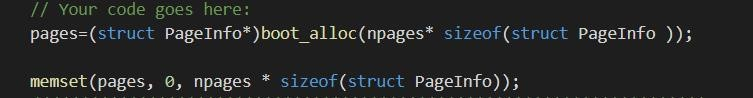 // Your code goes here:
pages=(struct PageInfo*)boot_alloc(npages* sizeof(struct PageInfo ));
memset(pages, 0, npages * sizeof(struct PageInfo));